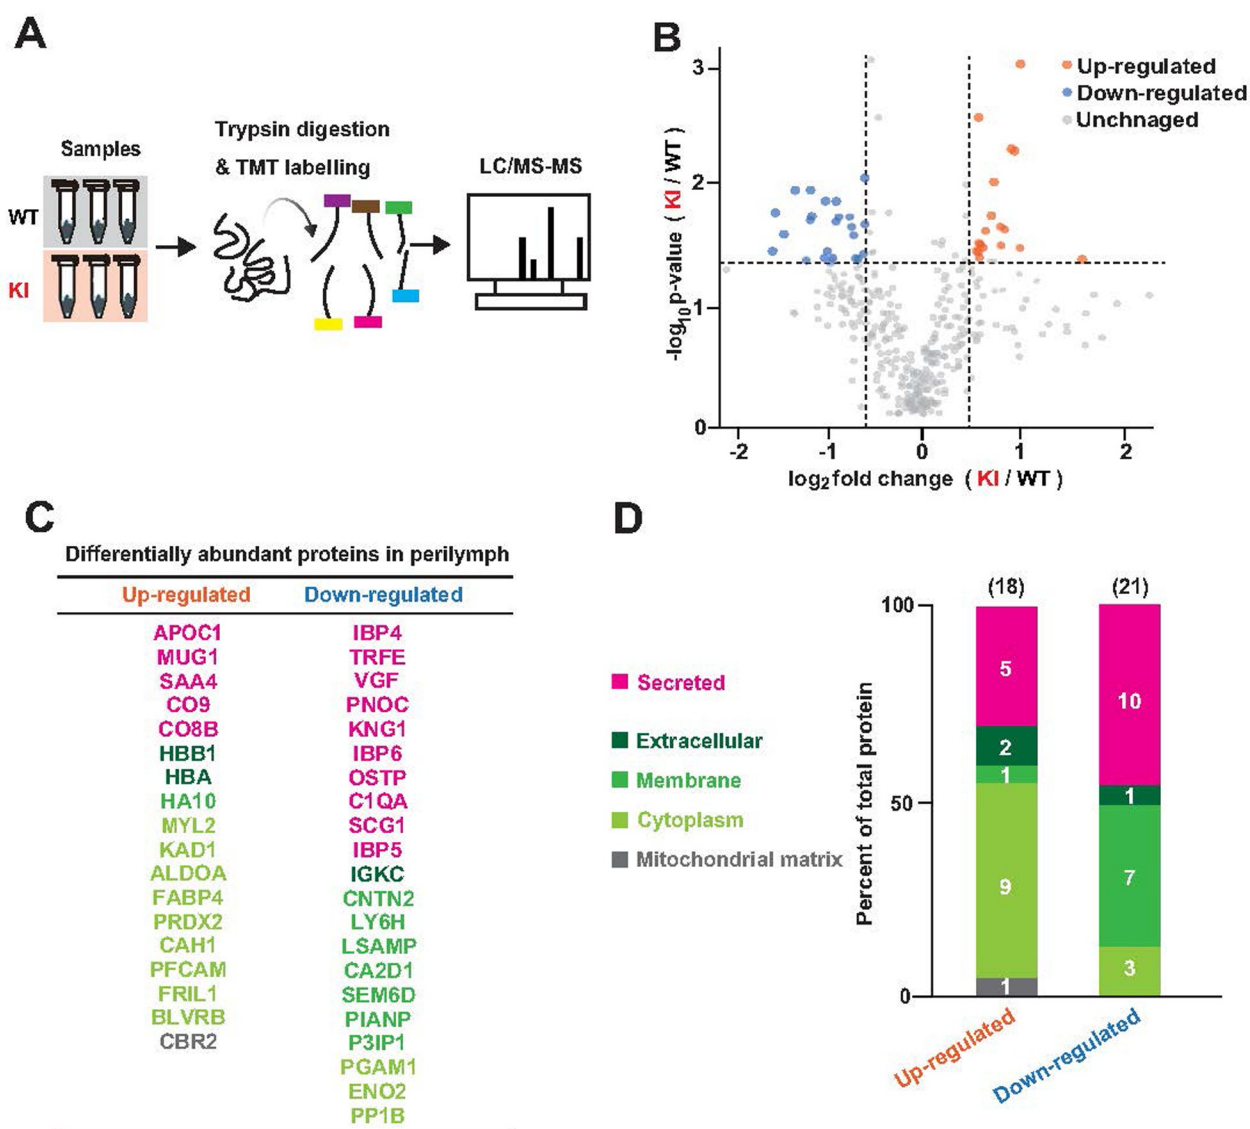 A
Samples
WT
KI
Trypsin digestion
& TMT labelling
LC/MS-MS
B
-log10p-value ( KI / WT )
3
2
1
0
-2 -1 0 1 2
log2fold change ( KI / WT )
Up-regulated
Down-regulated
Unchnaged
C
Differentially abundant proteins in perilymph
Up-regulated Down-regulated
APOC1 IBP4
MUG1 TRFE
SAA4 VGF
CO9 PNOC
CO8B KNG1
HBB1 IBP6
HBA OSTP
HA10 C1QA
MYL2 SCG1
KAD1 IBP5
ALDOA IGKC
FABP4 CNTN2
PRDX2 LY6H
CAH1 LSAMP
PFCAM CA2D1
FRIL1 SEM6D
BLVRB PIANP
CBR2 P3IP1
PGAM1
ENO2
PP1B
D
Secreted
Extracellular
Membrane
Cytoplasm
Mitochondrial matrix
Percent of total protein
100
50
0
(18) (21)
5
2
1
9
1
10
1
7
3
Up-regulated
Down-regulated